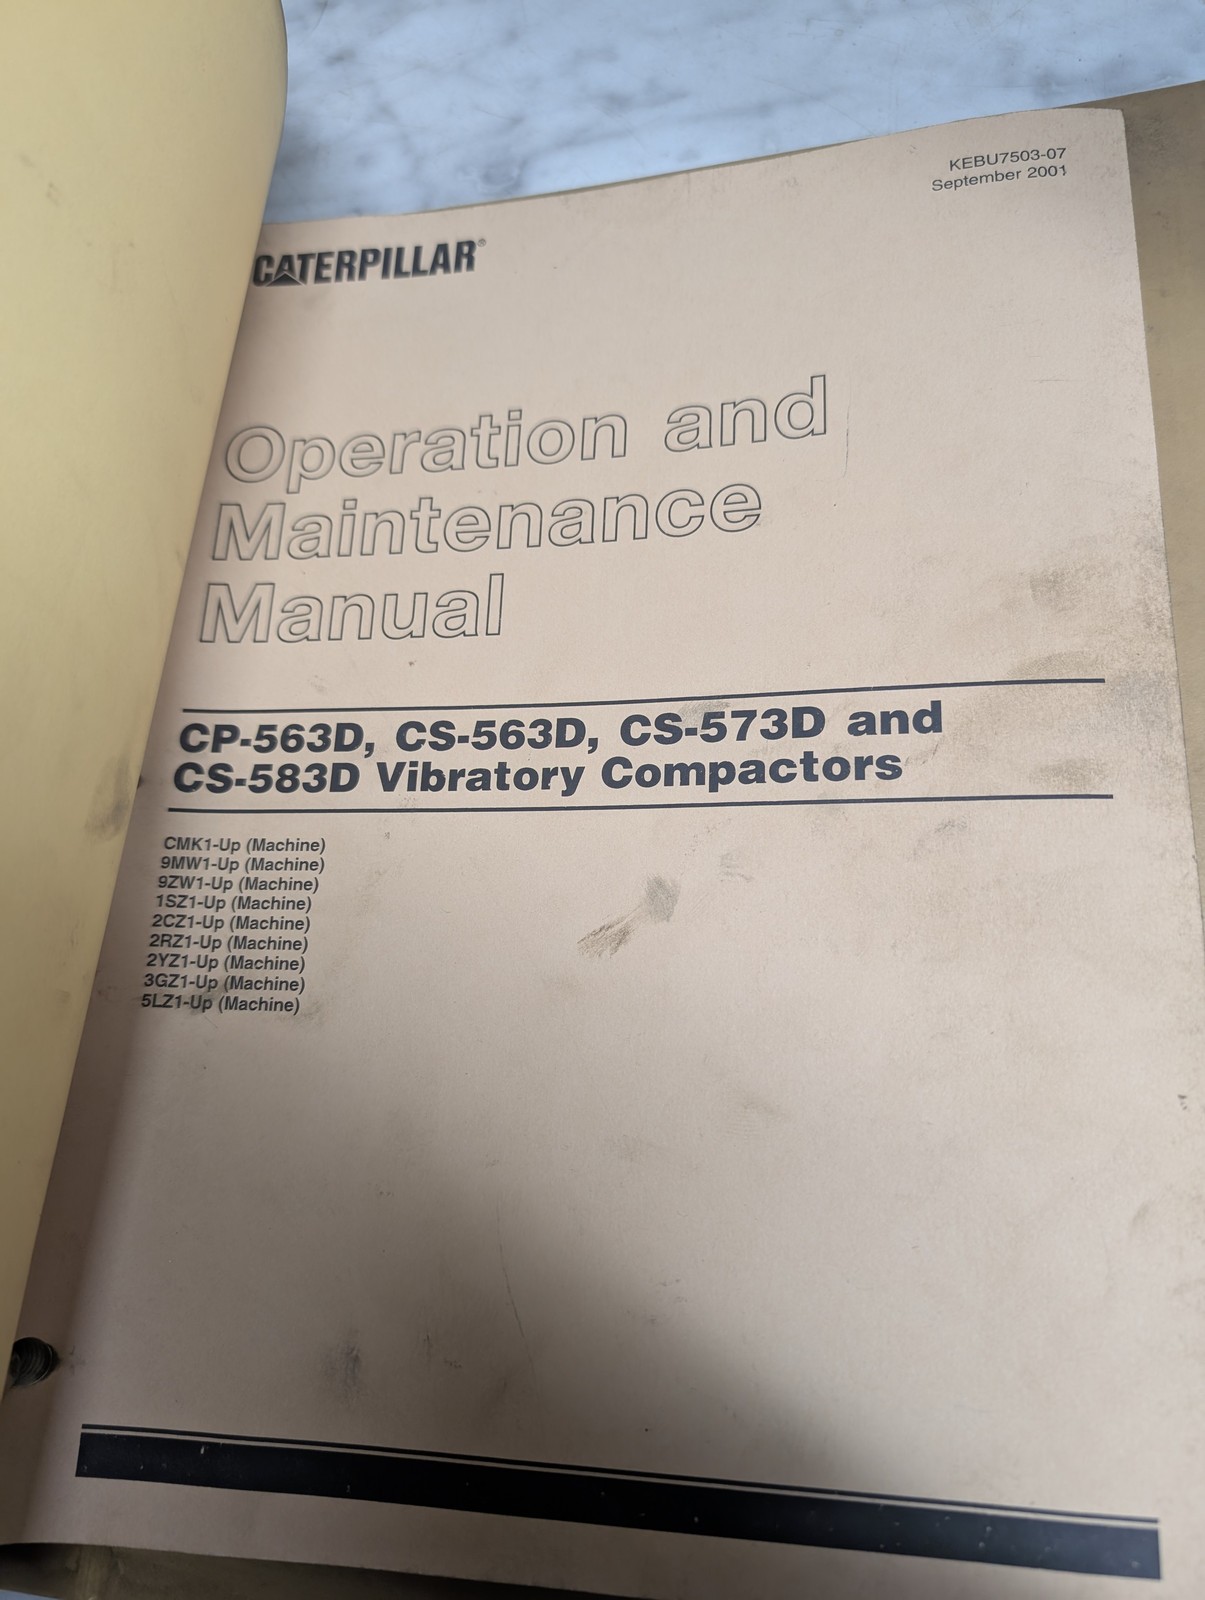 KEBU7503-07
September 2001
CATERPILLAR®
Operation and
Maintenance
Manual
CP-563D, CS-563D, CS-573D and
CS-583D Vibratory Compactors
CMK1-Up (Machine)
9MW1-Up (Machine)
9ZW1-Up (Machine)
1SZ1-Up (Machine)
2CZ1-Up (Machine)
2RZ1-Up (Machine)
2YZ1-Up (Machine)
3GZ1-Up (Machine)
5LZ1-Up (Machine)